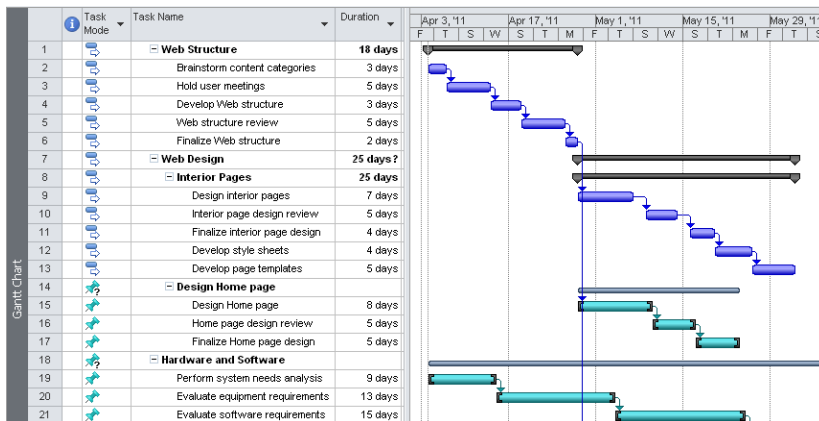 Task Mode Task Name Duration Apr 3, '11 Apr 17, '11 May 1, '11 May 15, '11 May 29, '11
F T S W S T M F T S W S T M F T S
1 Web Structure 18 days
2 Brainstorm content categories 3 days
3 Hold user meetings 5 days
4 Develop Web structure 3 days
5 Web structure review 5 days
6 Finalize Web structure 2 days
7 Web Design 25 days?
8 Interior Pages 25 days
9 Design interior pages 7 days
10 Interior page design review 5 days
11 Finalize interior page design 4 days
12 Develop style sheets 4 days
13 Develop page templates 5 days
14 Design Home page
15 Design Home page 8 days
16 Home page design review 5 days
17 Finalize Home page design 5 days
18 Hardware and Software
19 Perform system needs analysis 9 days
20 Evaluate equipment requirements 13 days
21 Evaluate software requirements 15 days
Gantt Chart